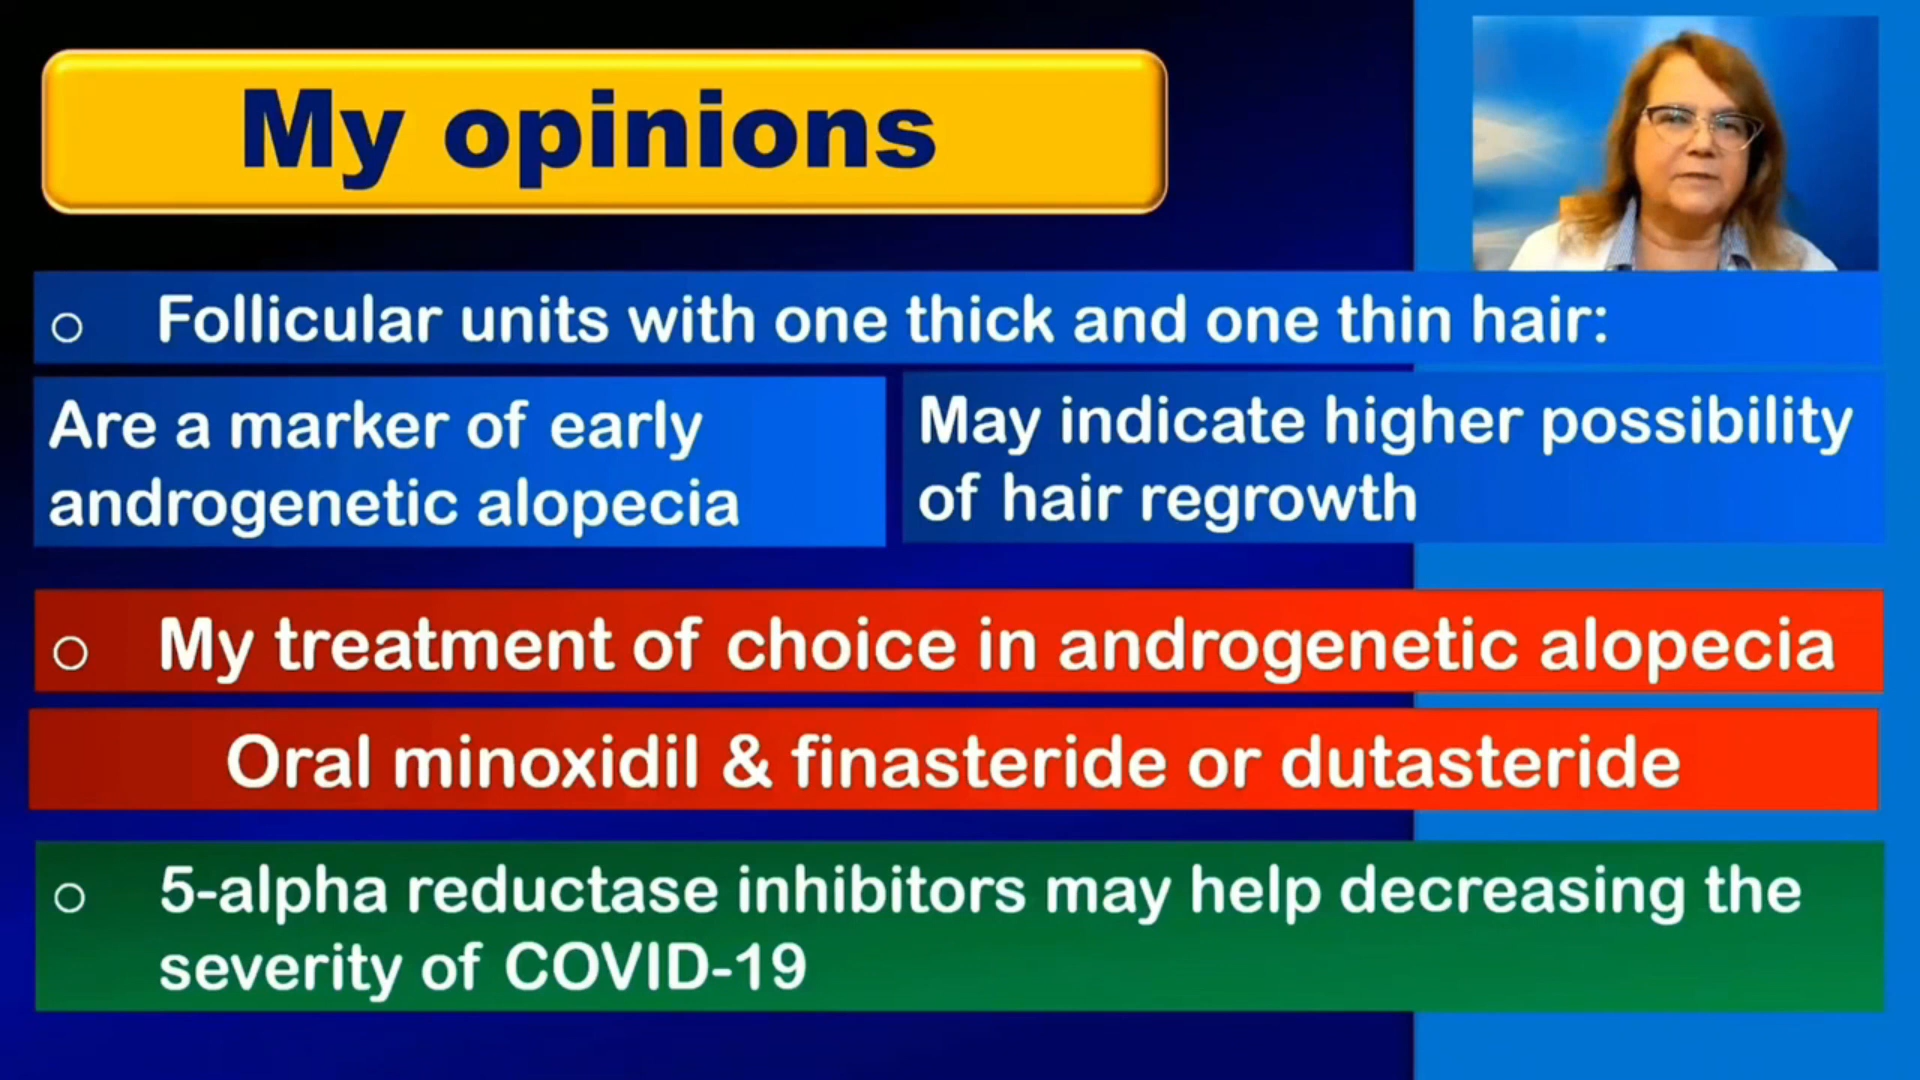 My opinions
o Follicular units with one thick and one thin hair:
Are a marker of early
androgenetic alopecia
May indicate higher possibility
of hair regrowth
o My treatment of choice in androgenetic alopecia
Oral minoxidil & finasteride or dutasteride
o 5-alpha reductase inhibitors may help decreasing the
severity of COVID-19